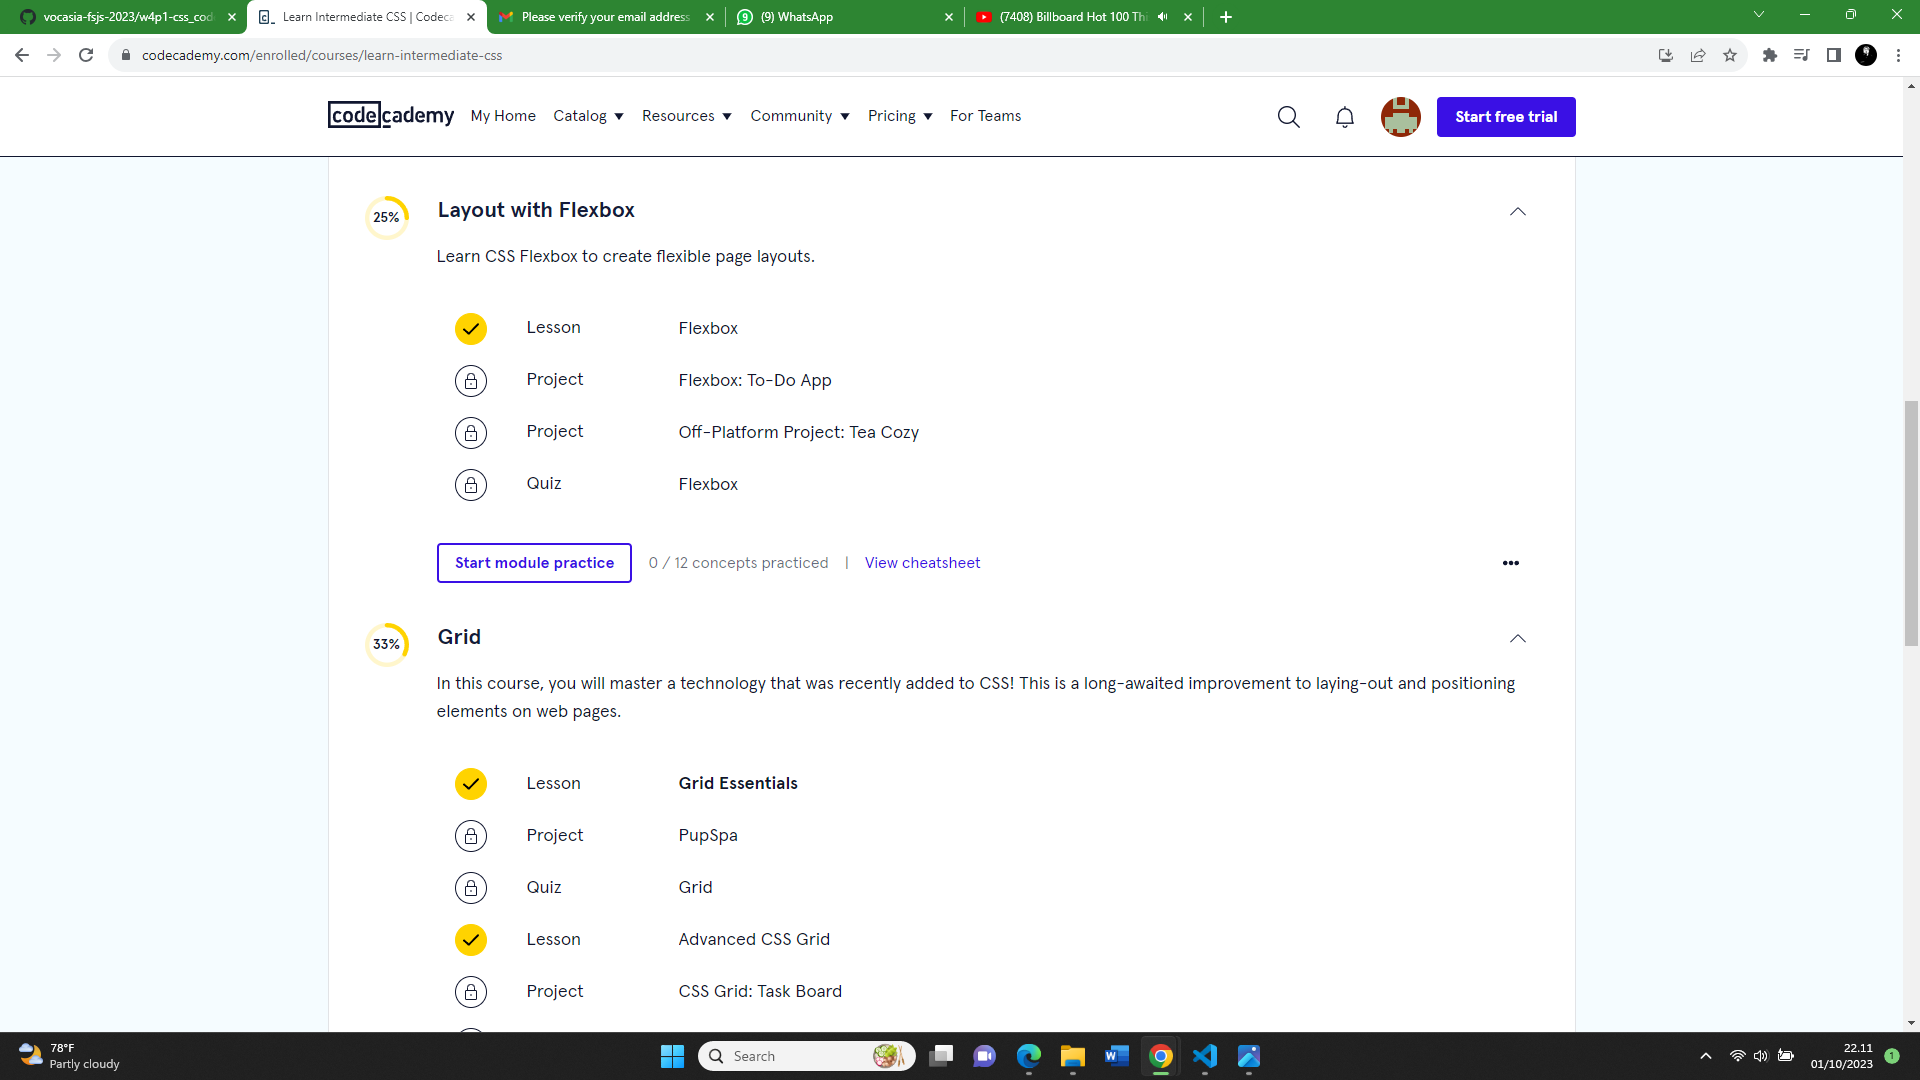 vocasia-fsjs-2023/w4p1-css_cod
Learn Intermediate CSS | Codeca
Please verify your email address
(9) WhatsApp
(7408) Billboard Hot 100 Thi
codecademy.com/enrolled/courses/learn-intermediate-css
codecademy
My Home
Catalog
Resources
Community
Pricing
For Teams
Start free trial
25%
Layout with Flexbox
Learn CSS Flexbox to create flexible page layouts.
Lesson Flexbox
Project Flexbox: To-Do App
Project Off-Platform Project: Tea Cozy
Quiz Flexbox
Start module practice 0 / 12 concepts practiced | View cheatsheet
33%
Grid
In this course, you will master a technology that was recently added to CSS! This is a long-awaited improvement to laying-out and positioning
elements on web pages.
Lesson Grid Essentials
Project PupSpa
Quiz Grid
Lesson Advanced CSS Grid
Project CSS Grid: Task Board
78°F
Partly cloudy
Search
22.11
01/10/2023
1